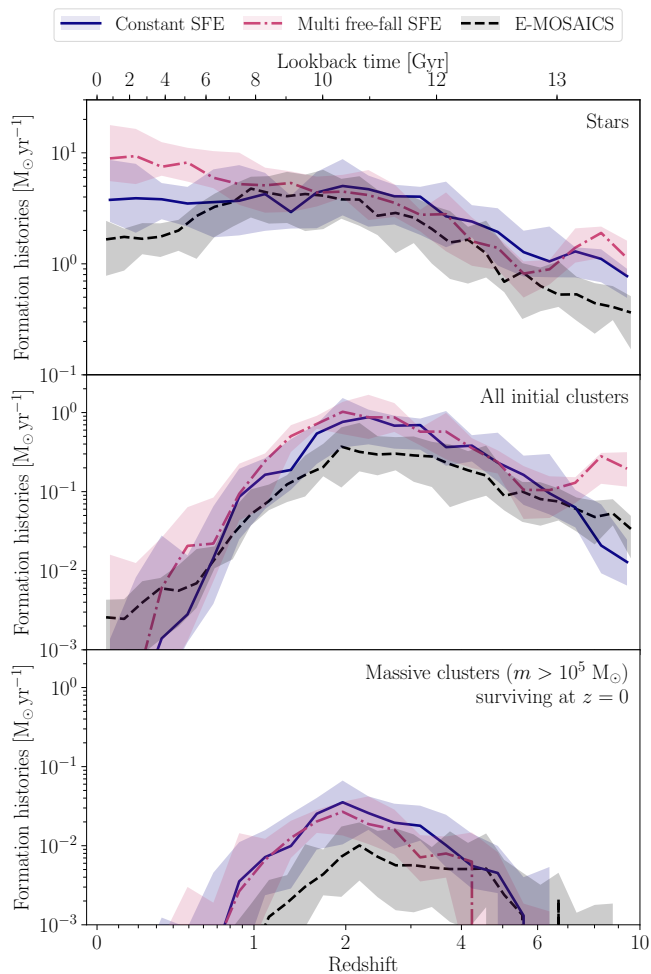 Constant SFE Multi free-fall SFE E-MOSAICS
Lookback time [Gyr]
0 2 4 6 8 10 12 13
Stars
Formation histories [M⊙ yr⁻¹]
10¹
10⁰
10⁻¹
All initial clusters
Formation histories [M⊙ yr⁻¹]
10⁰
10⁻¹
10⁻²
10⁻³
Massive clusters (m > 10⁵ M⊙)
surviving at z = 0
Formation histories [M⊙ yr⁻¹]
10⁰
10⁻¹
10⁻²
10⁻³
0 1 2 4 6 10
Redshift